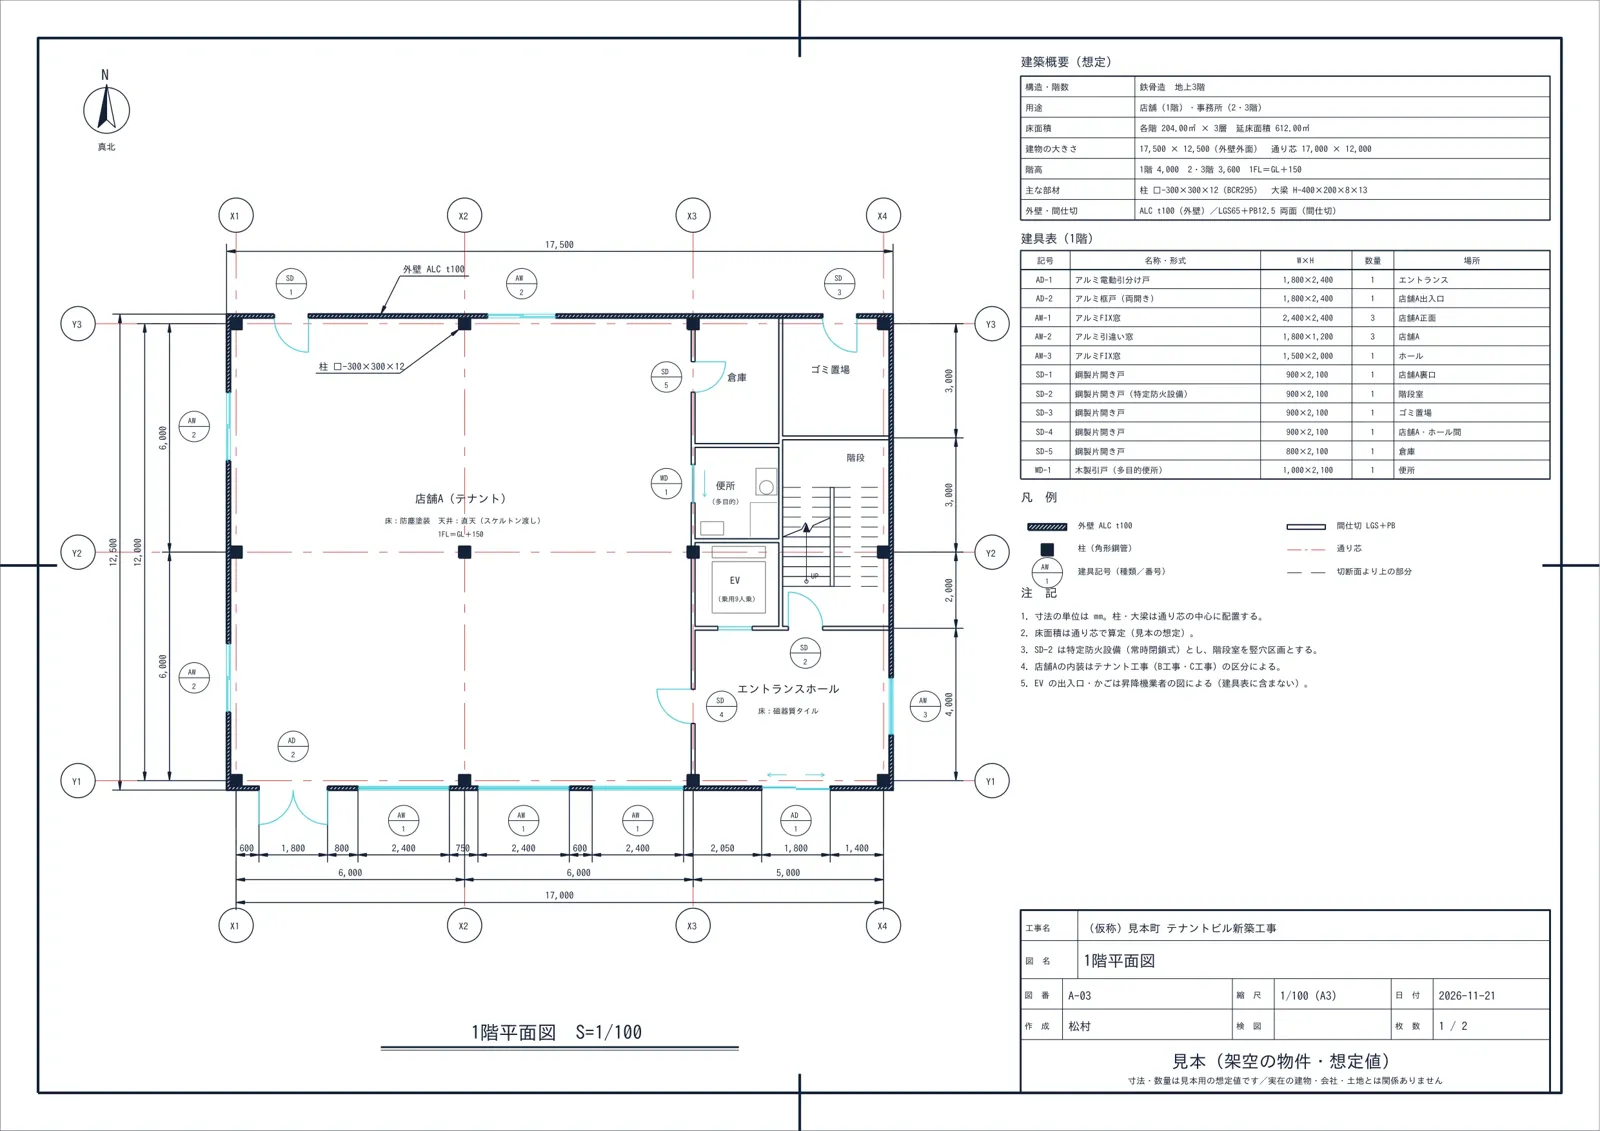 N
真北
X1
X2
X3
X4
17,500
外壁 ALC t100
SD
1
AW
2
SD
3
Y3
Y3
柱 □-300×300×12
SD
5
倉庫
ゴミ置場
3,000
AW
2
6,000
階段
店舗A(テナント)
床:防塵塗装 天井:直天(スケルトン渡し)
1FL=GL+150
WD
1
便所
(多目的)
3,000
Y2
12,500
12,000
Y2
EV
(乗用9人乗)
UP
2,000
SD
2
6,000
AW
2
エントランスホール
床:磁器質タイル
SD
4
AW
3
4,000
AD
2
Y1
Y1
AW
1
AW
1
AW
1
AD
1
600
1,800
800
2,400
750
2,400
600
2,400
2,050
1,800
1,400
6,000
6,000
5,000
17,000
X1
X2
X3
X4
1階平面図 S=1/100
建築概要(想定)
構造・階数 鉄骨造 地上3階
用途 店舗(1階)・事務所(2・3階)
床面積 各階 204.00㎡ × 3層 延床面積 612.00㎡
建物の大きさ 17,500 × 12,500(外壁外面) 通り芯 17,000 × 12,000
階高 1階 4,000 2・3階 3,600 1FL=GL+150
主な部材 柱 □-300×300×12(BCR295) 大梁 H-400×200×8×13
外壁・間仕切 ALC t100(外壁)/LGS65+PB12.5 両面(間仕切)
建具表(1階)
記号 名称・形式 W×H 数量 場所
AD-1 アルミ電動引分け戸 1,800×2,400 1 エントランス
AD-2 アルミ框戸(両開き) 1,800×2,400 1 店舗A出入口
AW-1 アルミFIX窓 2,400×2,400 3 店舗A正面
AW-2 アルミ引違い窓 1,800×1,200 3 店舗A
AW-3 アルミFIX窓 1,500×2,000 1 ホール
SD-1 鋼製片開き戸 900×2,100 1 店舗A裏口
SD-2 鋼製片開き戸(特定防火設備) 900×2,100 1 階段室
SD-3 鋼製片開き戸 900×2,100 1 ゴミ置場
SD-4 鋼製片開き戸 900×2,100 1 店舗A・ホール間
SD-5 鋼製片開き戸 800×2,100 1 倉庫
WD-1 木製引戸(多目的便所) 1,000×2,100 1 便所
凡 例
外壁 ALC t100 間仕切 LGS+PB
柱(角形鋼管) 通り芯
AW
1
建具記号(種類/番号) 切断面より上の部分
注 記
1. 寸法の単位は mm。柱・大梁は通り芯の中心に配置する。
2. 床面積は通り芯で算定(見本の想定)。
3. SD-2 は特定防火設備(常時閉鎖式)とし、階段室を竪穴区画とする。
4. 店舗Aの内装はテナント工事(B工事・C工事)の区分による。
5. EV の出入口・かごは昇降機業者の図による(建具表に含まない)。
工事名 (仮称)見本町 テナントビル新築工事
図 名 1階平面図
図 番 A-03 縮 尺 1/100 (A3) 日 付 2026-11-21
作 成 松村 検 図 枚 数 1 / 2
見本(架空の物件・想定値)
寸法・数量は見本用の想定値です/実在の建物・会社・土地とは関係ありません